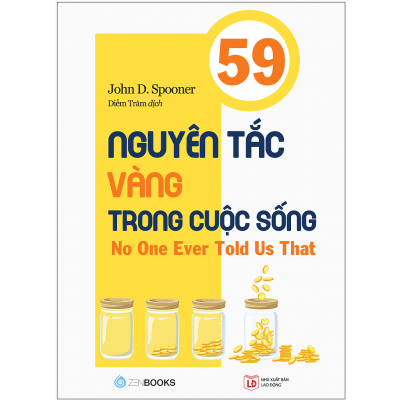 59
John D. Spooner
Diễm Trâm dịch
NGUYÊN TẮC
VÀNG
TRONG CUỘC SỐNG
No One Ever Told Us That
ZENBOOKS
LĐ
NHÀ XUẤT BẢN
LAO ĐỘNG